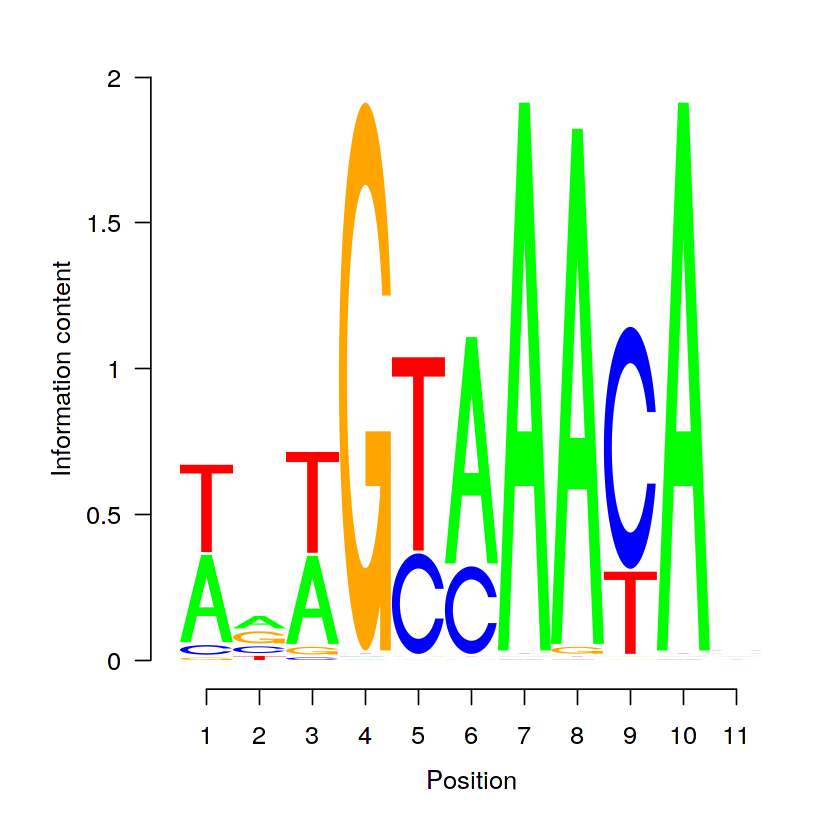 2
1.5
1
0.5
0
Information content
T A C G
A G C T
T A G C
G
T C
A C
A
A G
C T
A
1 2 3 4 5 6 7 8 9 10 11
Position